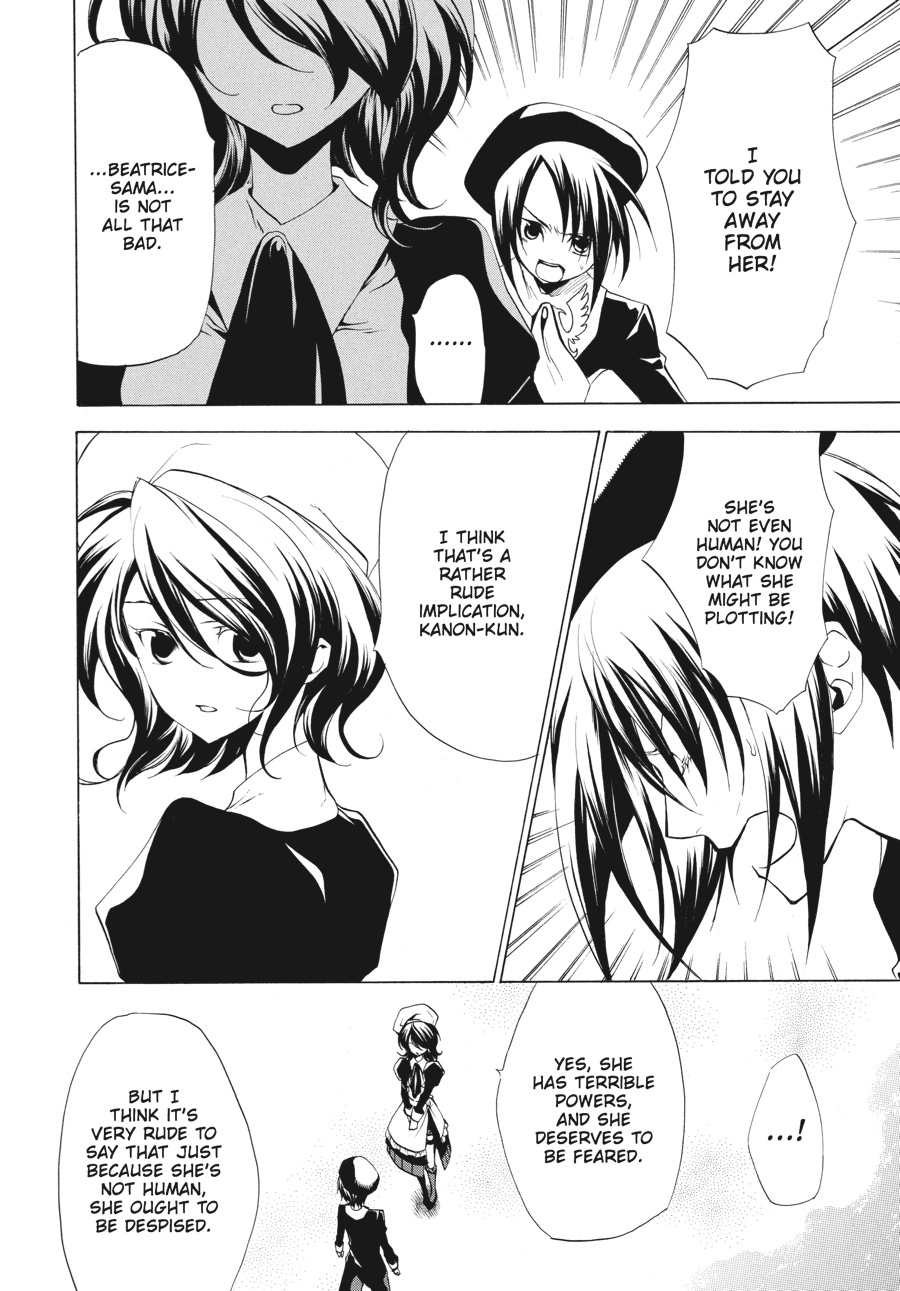 I
TOLD YOU
TO STAY
AWAY
FROM
HER!
......
...BEATRICE-
SAMA...
IS NOT
ALL THAT
BAD.
SHE'S
NOT EVEN
HUMAN! YOU
DON'T KNOW
WHAT SHE
MIGHT BE
PLOTTING!
I THINK
THAT'S A
RATHER
RUDE
IMPLICATION,
KANON-KUN.
...!
YES, SHE
HAS TERRIBLE
POWERS,
AND SHE
DESERVES TO
BE FEARED.
BUT I
THINK IT'S
VERY RUDE TO
SAY THAT JUST
BECAUSE SHE'S
NOT HUMAN,
SHE OUGHT TO
BE DESPISED.